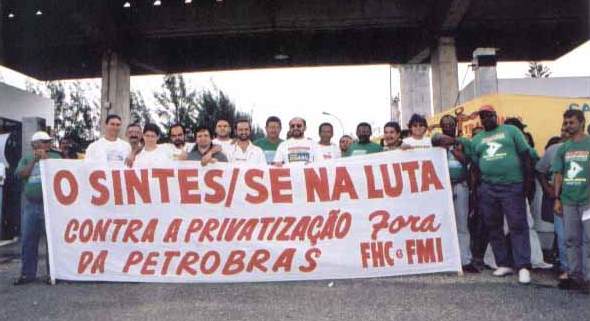 O SINTES/SE NA LUTA
CONTRA A PRIVATIZAÇÃO
DA PETROBRAS
Fora
FHC e FMI